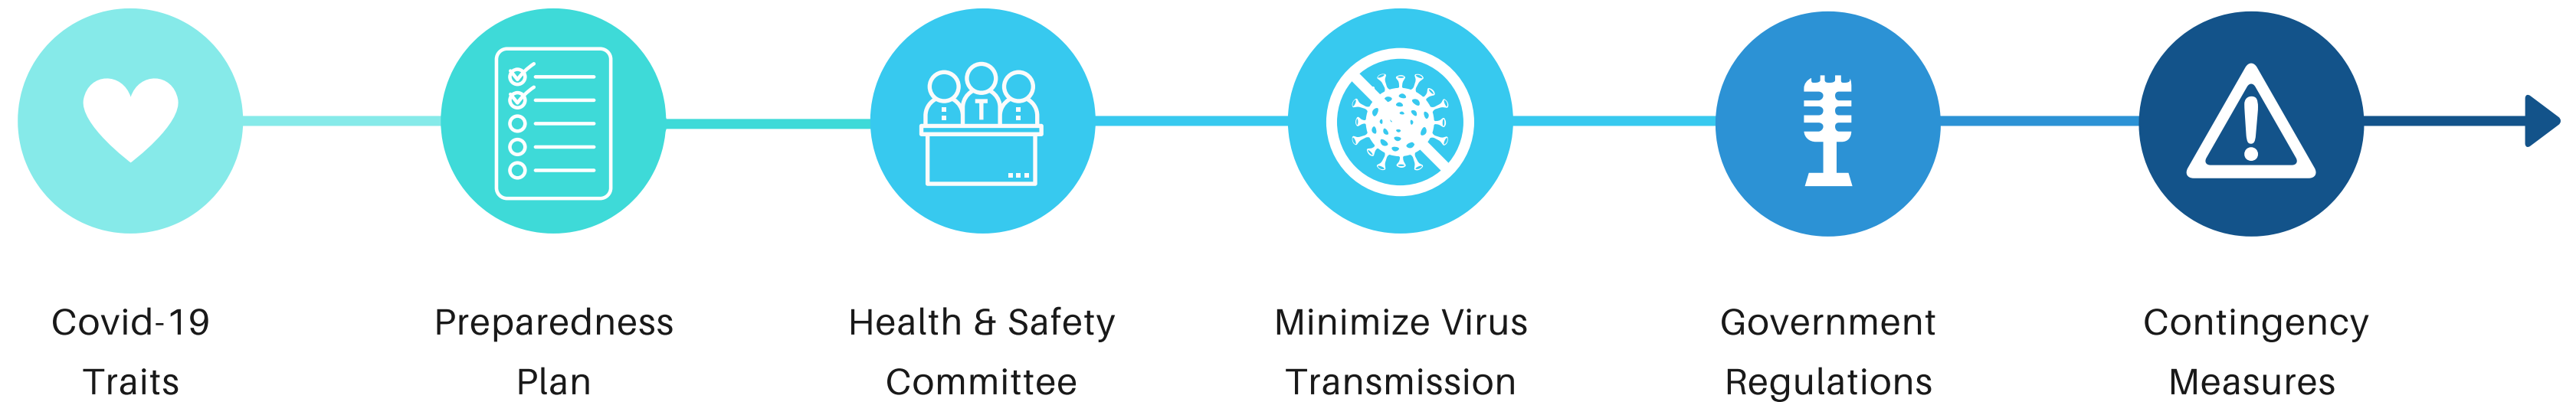 Covid-19
Traits
Preparedness
Plan
Health & Safety
Committee
Minimize Virus
Transmission
Government
Regulations
Contingency
Measures